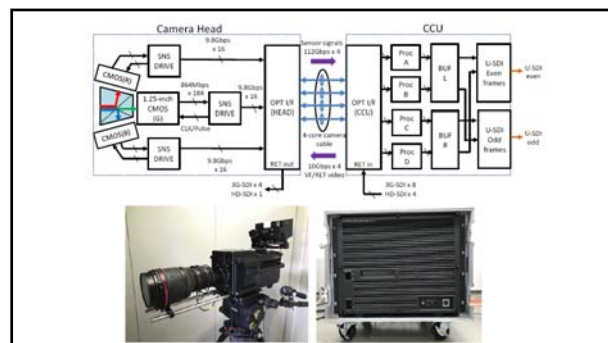 Camera Head
CCU
9.8Gbps
x 16
SNS
DRIVE
CMOS(R)
864Mbps
x 184
1.25-inch
CMOS
(G)
SNS
DRIVE
9.8Gbps
x 16
CLK/Pulse
CMOS(B)
SNS
DRIVE
9.8Gbps
x 16
OPT I/F
(HEAD)
RET out
3G-SDI x 4
HD-SDI x 1
Sensor signals
112Gbps x 4
4-core camera
cable
10Gbps x 4
VF/RET video
OPT I/F
(CCU)
RET in
3G-SDI x 8
HD-SDI x 4
Proc
A
Proc
B
Proc
C
Proc
D
BUF
L
BUF
R
U-SDI
Even
frames
U-SDI
Odd
frames
U-SDI
even
U-SDI
odd